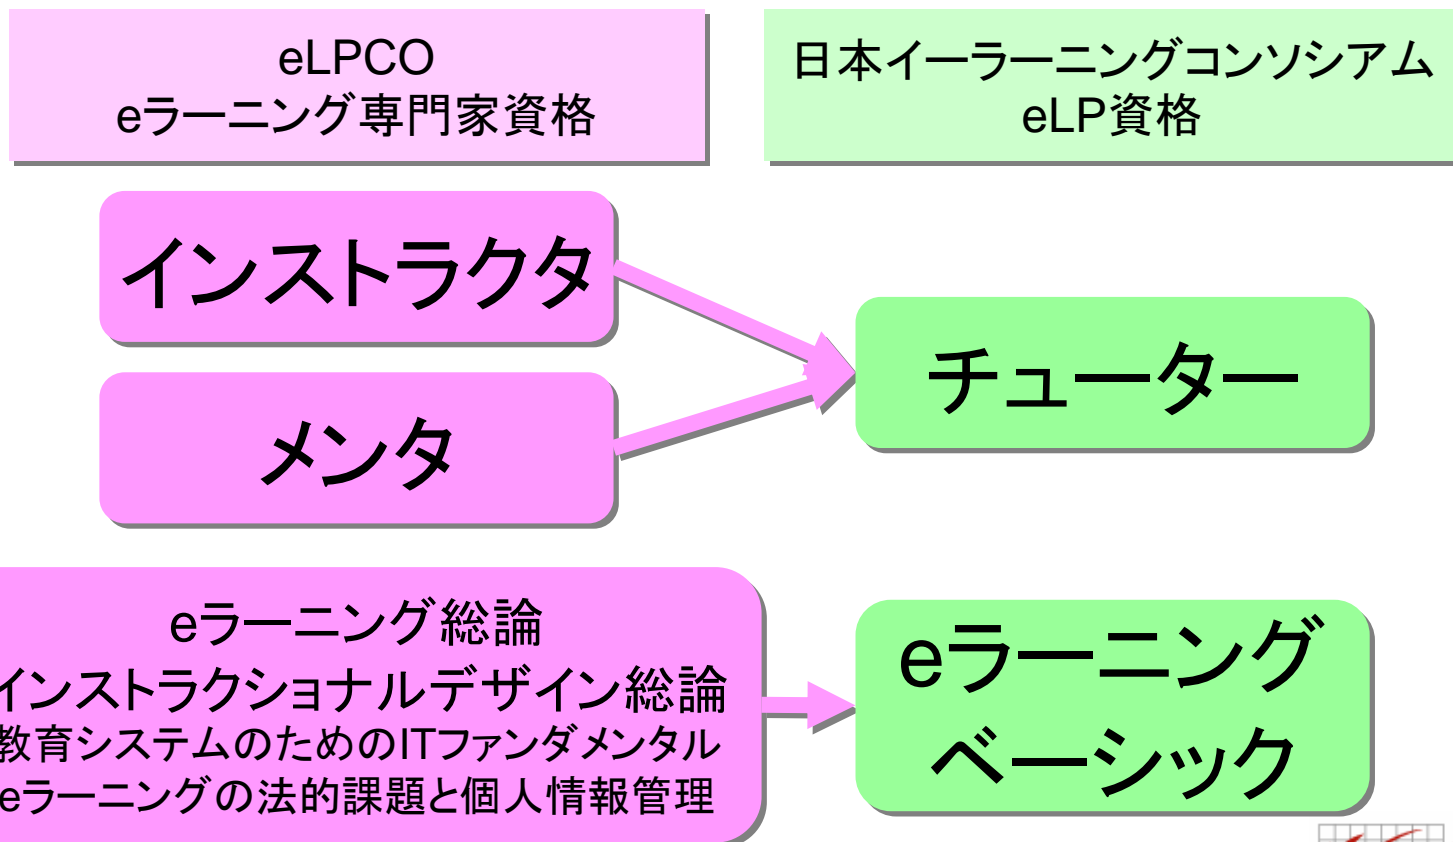 eLPCO
eラーニング専門家資格
日本イーラーニングコンソシアム
eLP資格
インストラクタ
メンタ
チューター
eラーニング総論
インストラクショナルデザイン総論
教育システムのためのITファンダメンタル
eラーニングの法的課題と個人情報管理
eラーニング
ベーシック